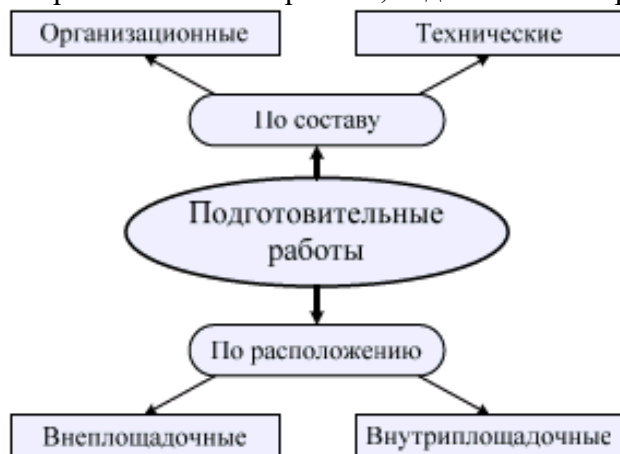 Организационные
Технические
По составу
Подготовительные
работы
По расположению
Внеплощадочные
Внутриплощадочные